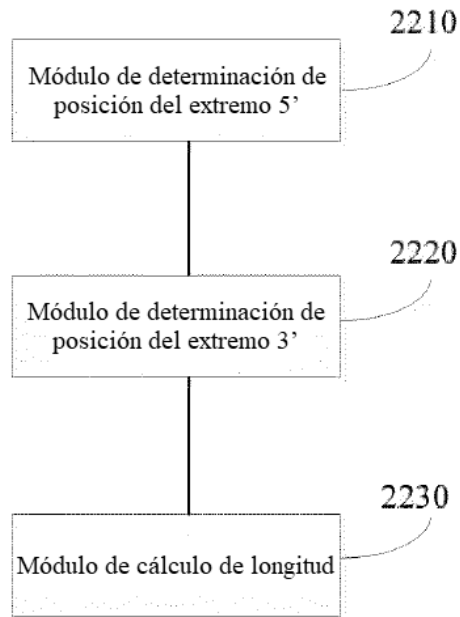 2210
Módulo de determinación de
posición del extremo 5’
2220
Módulo de determinación de
posición del extremo 3’
2230
Módulo de cálculo de longitud